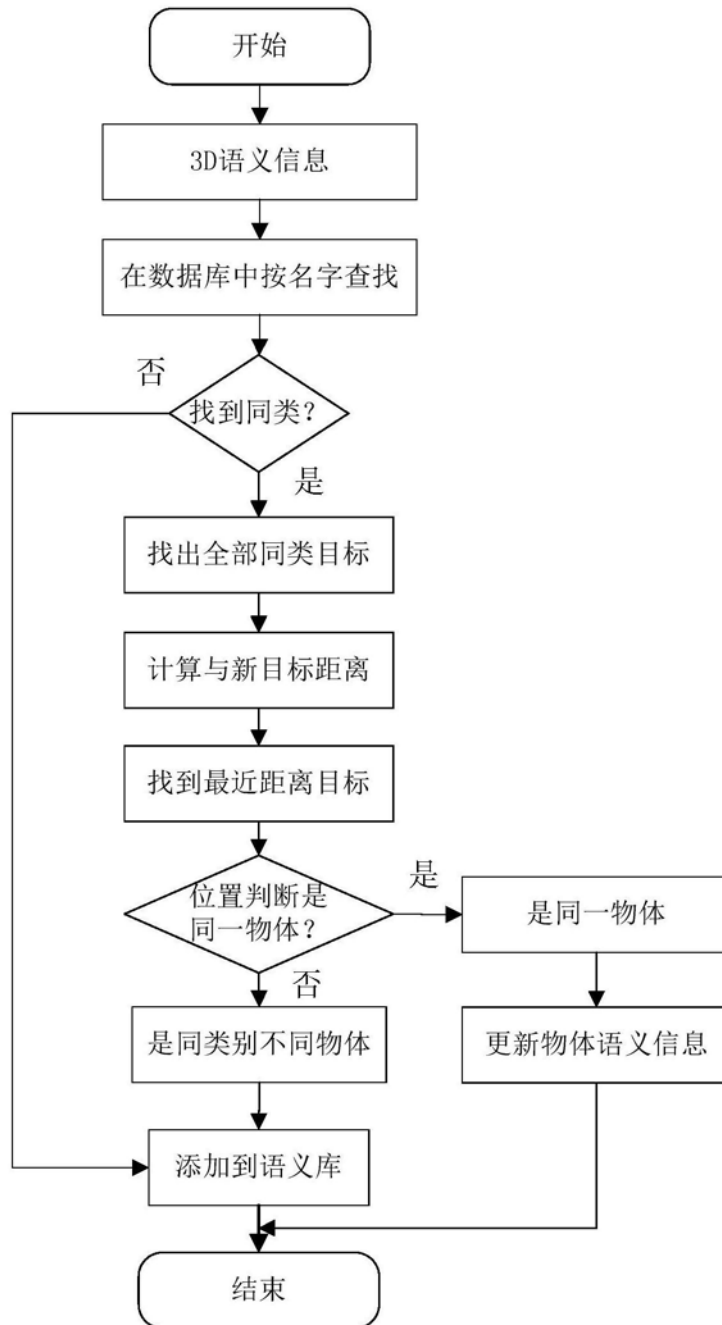 开始
3D语义信息
在数据库中按名字查找
否
找到同类？
是
找出全部同类目标
计算与新目标距离
找到最近距离目标
位置判断是
同一物体？
是
是同一物体
否
是同类别不同物体
更新物体语义信息
添加到语义库
结束